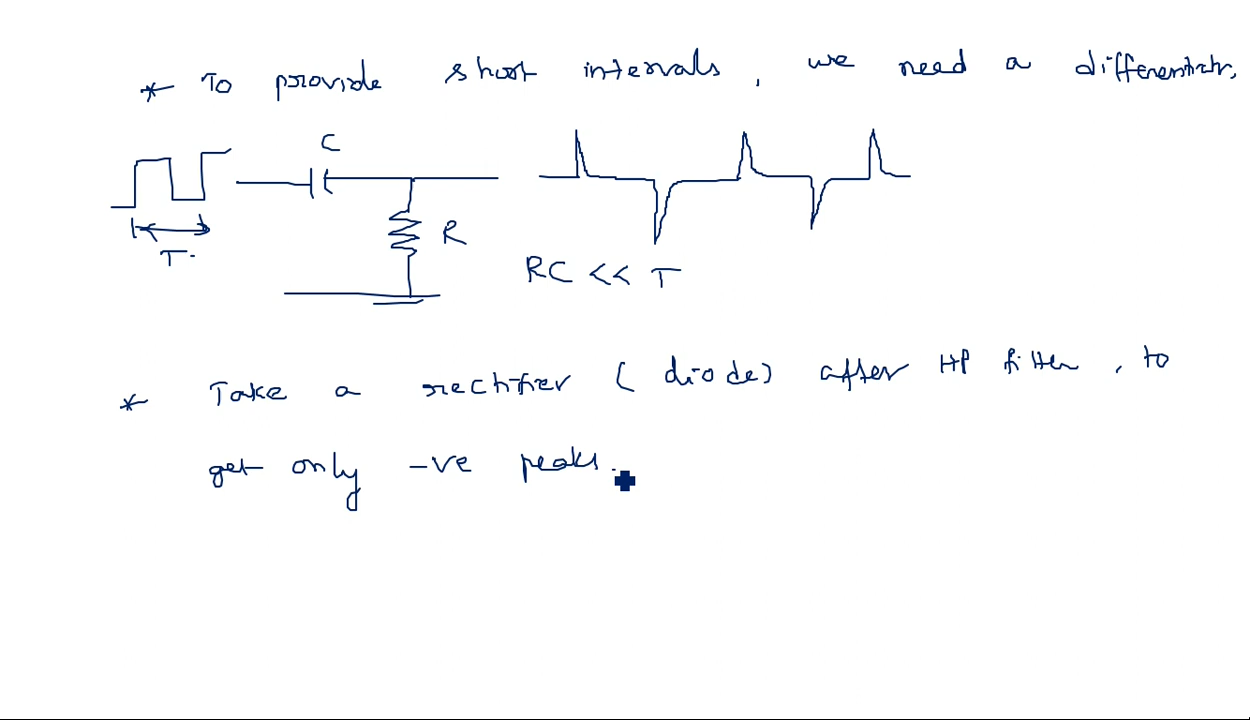 * To provide short intervals, we need a differentiator,
C
R
T
RC << T
* Take a rectifier (diode) after HP filter, to
get only -ve peaks.